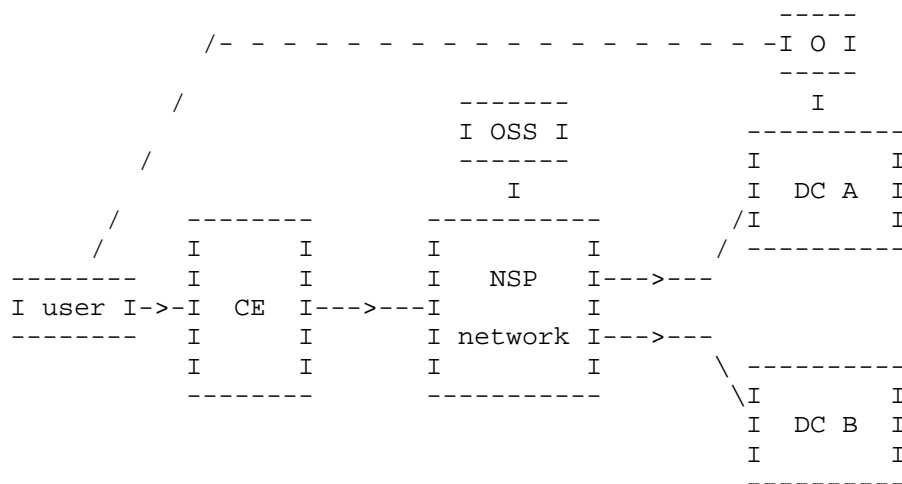 O
OSS
DC A
NSP
user
CE
network
DC B